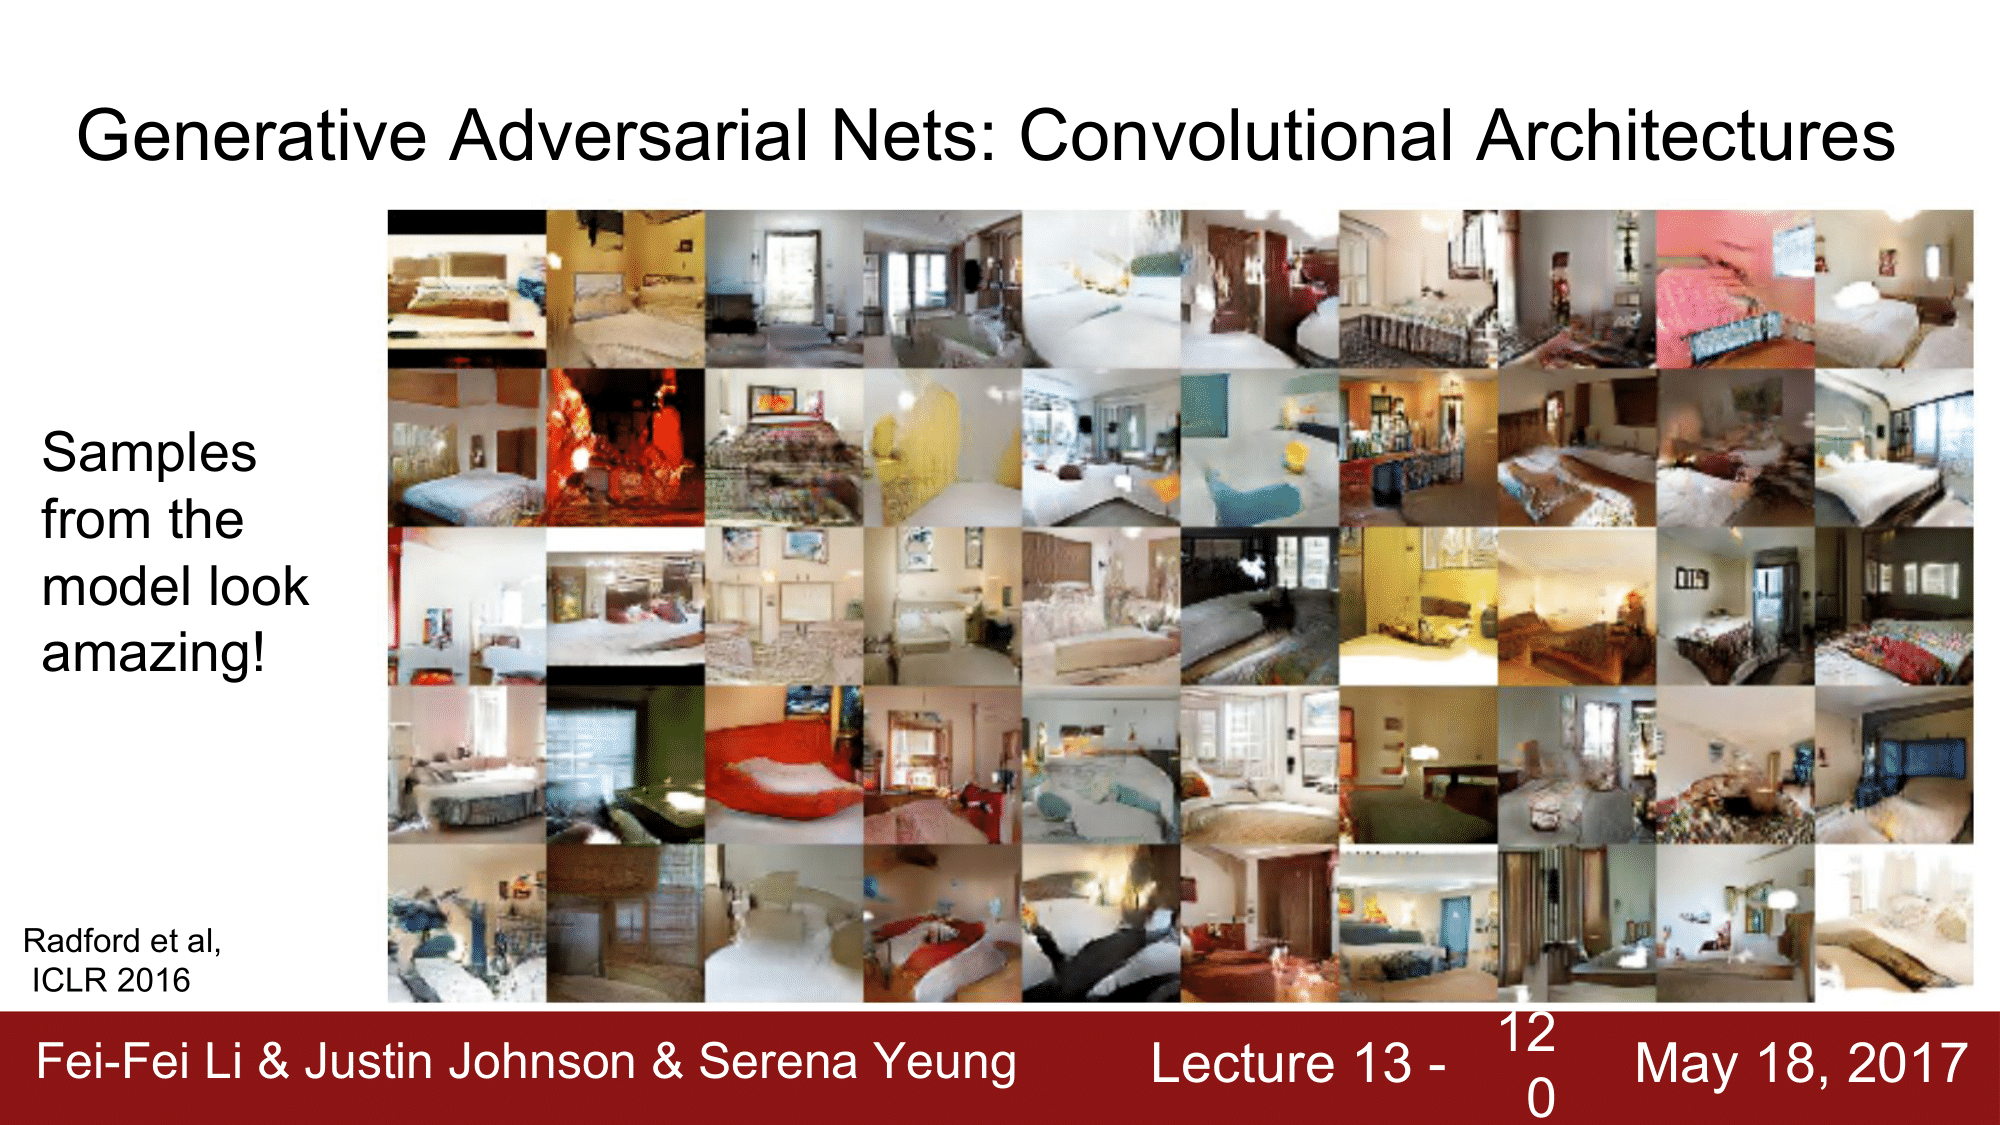 Generative Adversarial Nets: Convolutional Architectures
Samples
from the
model look
amazing!
Radford et al,
ICLR 2016
Fei-Fei Li & Justin Johnson & Serena Yeung
Lecture 13 -
12
0
May 18, 2017